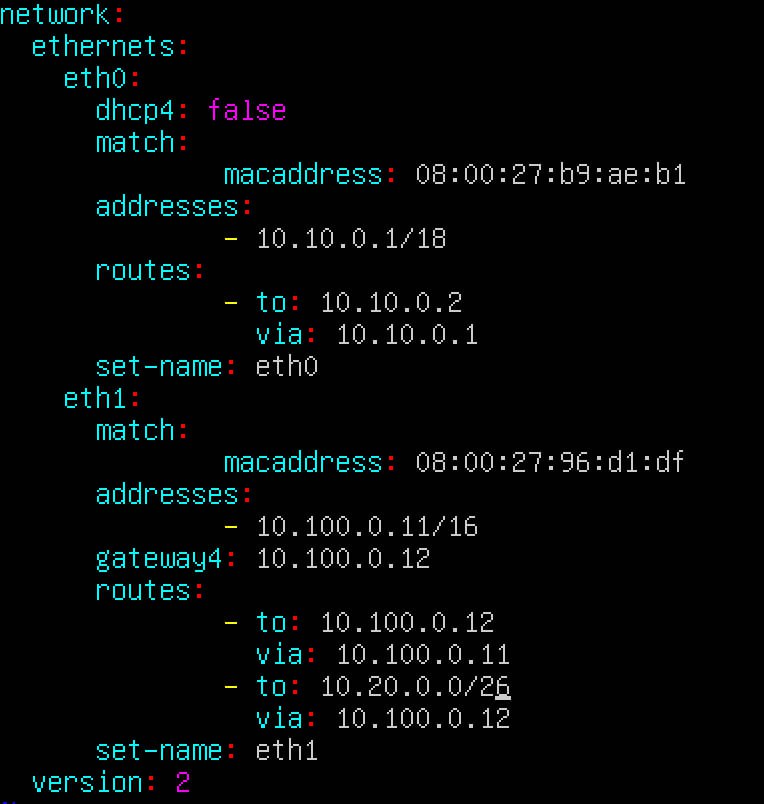 network:
  ethernets:
    eth0:
      dhcp4: false
      match:
              macaddress: 08:00:27:b9:ae:b1
      addresses:
              - 10.10.0.1/18
      routes:
              - to: 10.10.0.2
                via: 10.10.0.1
      set-name: eth0
    eth1:
      match:
              macaddress: 08:00:27:96:d1:df
      addresses:
              - 10.100.0.11/16
      gateway4: 10.100.0.12
      routes:
              - to: 10.100.0.12
                via: 10.100.0.11
              - to: 10.20.0.0/26
                via: 10.100.0.12
      set-name: eth1
  version: 2